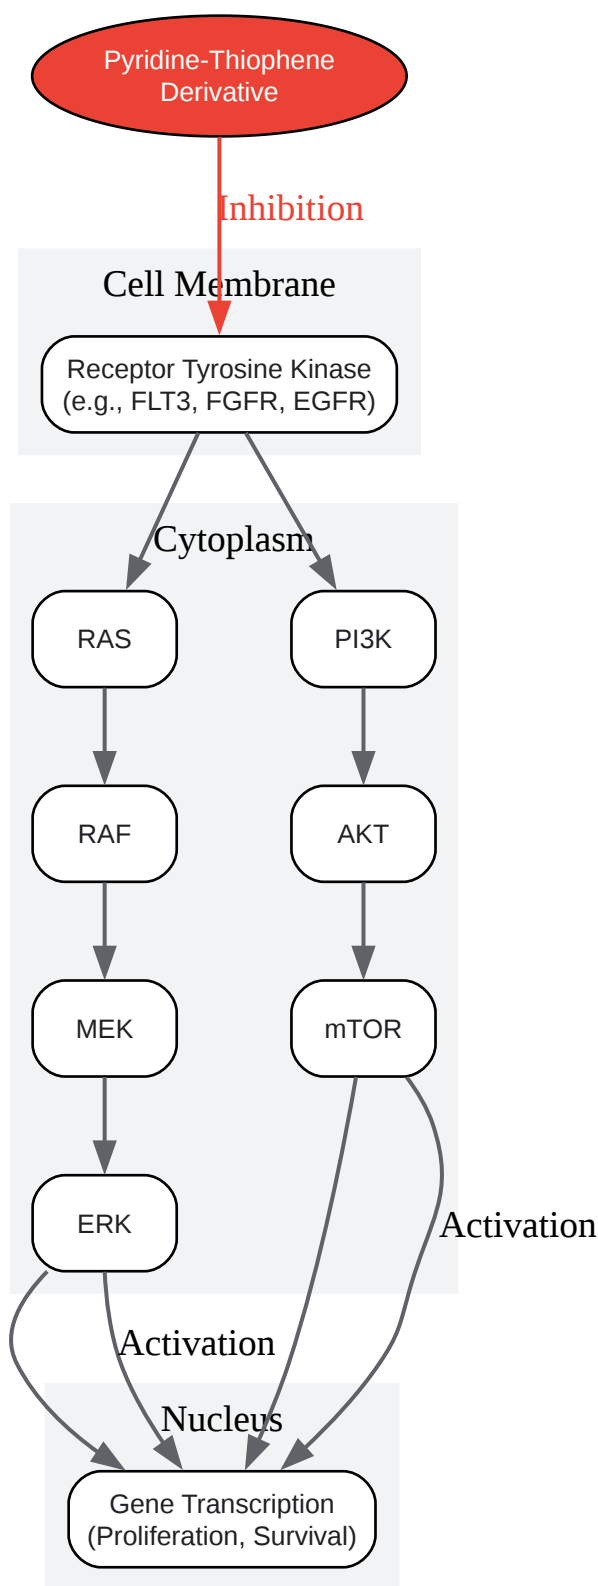 Pyridine-Thiophene
Derivative
Inhibition
Cell Membrane
Receptor Tyrosine Kinase
(e.g., FLT3, FGFR, EGFR)
Cytoplasm
RAS
PI3K
RAF
AKT
MEK
mTOR
ERK
Activation
Activation
Nucleus
Gene Transcription
(Proliferation, Survival)